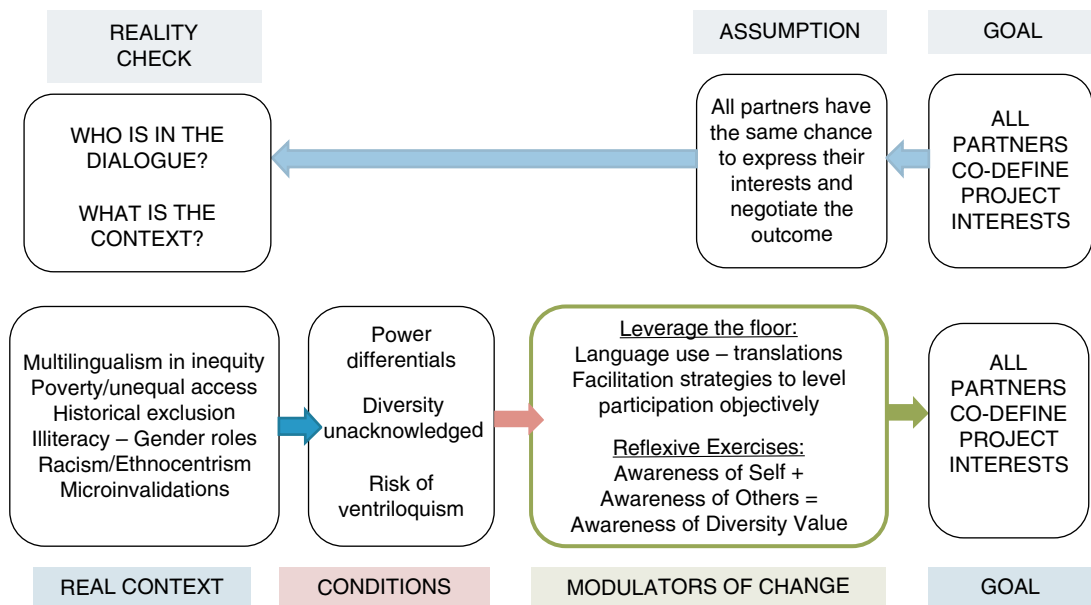 REALITY
CHECK
ASSUMPTION
GOAL
WHO IS IN THE
DIALOGUE?
WHAT IS THE
CONTEXT?
All partners have
the same chance
to express their
interests and
negotiate the
outcome
ALL
PARTNERS
CO-DEFINE
PROJECT
INTERESTS
Multilingualism in inequity
Poverty/unequal access
Historical exclusion
Illiteracy – Gender roles
Racism/Ethnocentrism
Microinvalidations
Power
differentials
Diversity
unacknowledged
Risk of
ventriloquism
Leverage the floor:
Language use – translations
Facilitation strategies to level
participation objectively
Reflexive Exercises:
Awareness of Self +
Awareness of Others =
Awareness of Diversity Value
ALL
PARTNERS
CO-DEFINE
PROJECT
INTERESTS
REAL CONTEXT
CONDITIONS
MODULATORS OF CHANGE
GOAL